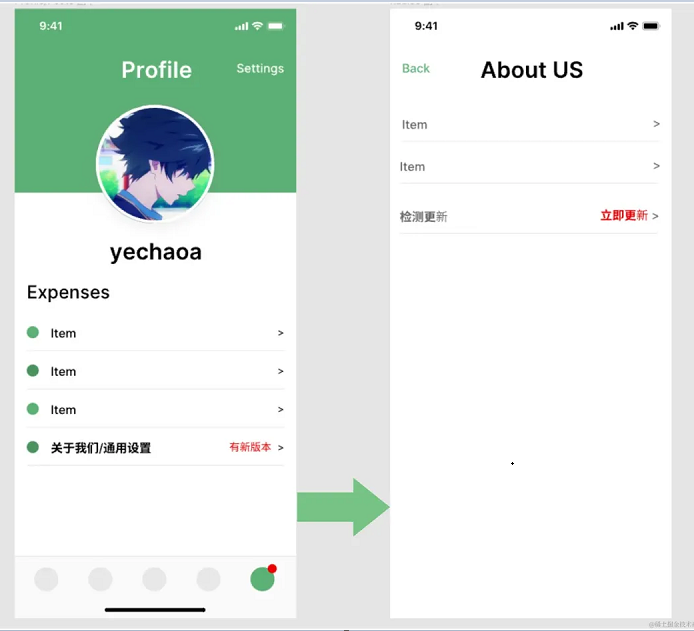 9:41
Profile
Settings
yechaoa
Expenses
Item >
Item >
Item >
关于我们/通用设置 有新版本 >
9:41
Back
About US
Item >
Item >
检测更新 立即更新 >
@稀土掘金技术社区